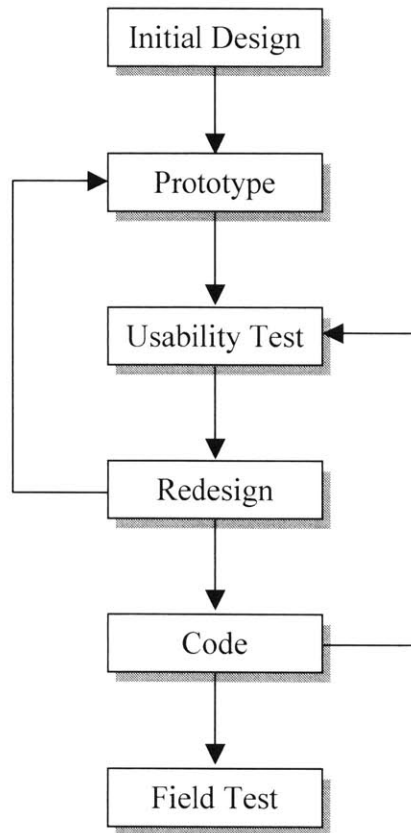 Initial Design
Prototype
Usability Test
Redesign
Code
Field Test